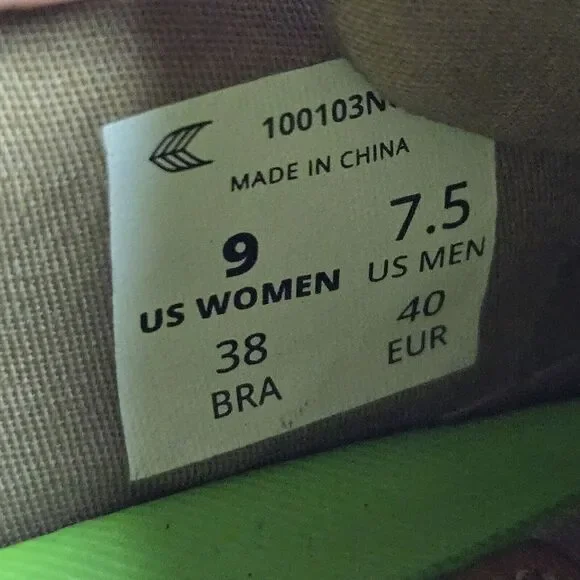 100103N
MADE IN CHINA
9 7.5
US WOMEN US MEN
38 40
BRA EUR